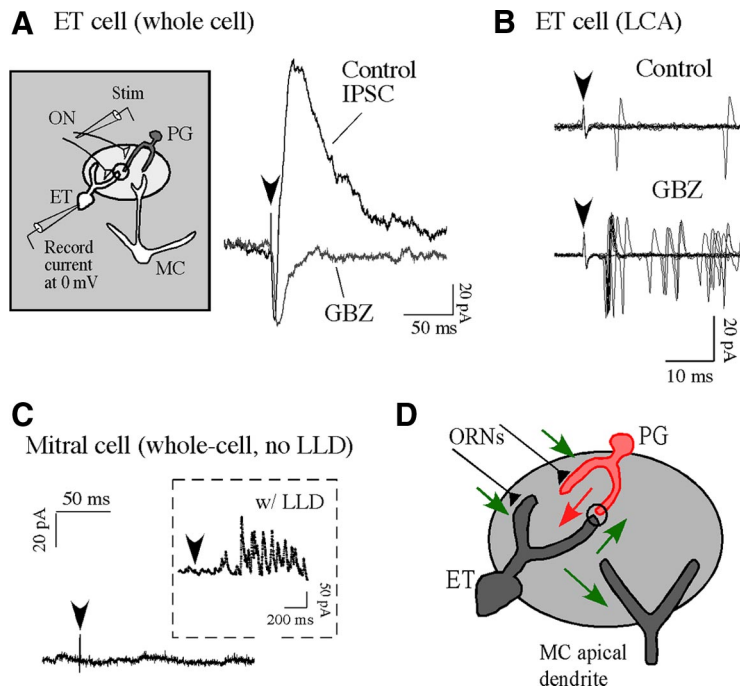 A
ET cell (whole cell)
Stim
ON
PG
ET
Record
current
at 0 mV
MC
Control
IPSC
GBZ
20 pA
50 ms
B
ET cell (LCA)
Control
GBZ
20 pA
10 ms
C
Mitral cell (whole-cell, no LLD)
50 ms
20 pA
w/ LLD
50 pA
200 ms
D
ORNs
PG
ET
MC apical
dendrite